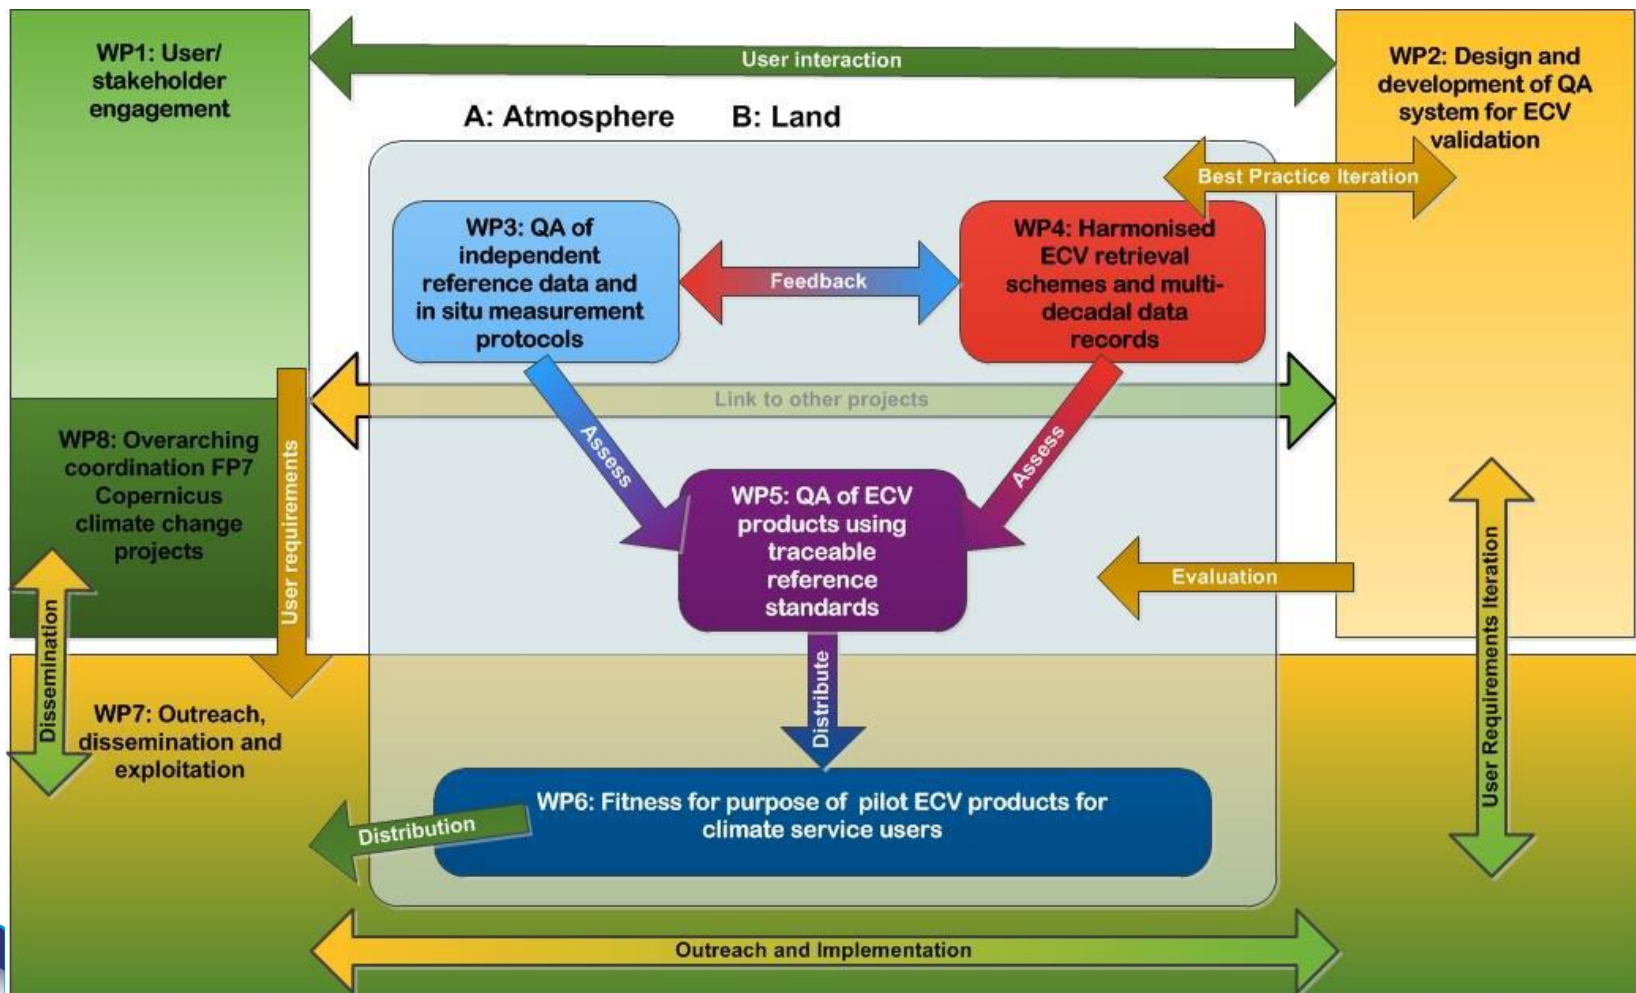 WP1: User/
stakeholder
engagement
User interaction
WP2: Design and
development of QA
system for ECV
validation
A: Atmosphere B: Land
Best Practice Iteration
WP3: QA of
independent
reference data and
in situ measurement
protocols
Feedback
WP4: Harmonised
ECV retrieval
schemes and multi-
decadal data
records
Link to other projects
WP8: Overarching
coordination FP7
Copernicus
climate change
projects
User requirements
Assess
Assess
WP5: QA of ECV
products using
traceable
reference
standards
Evaluation
User Requirements Iteration
Dissemination
Distribute
WP7: Outreach,
dissemination and
exploitation
WP6: Fitness for purpose of pilot ECV products for
climate service users
Distribution
Outreach and Implementation